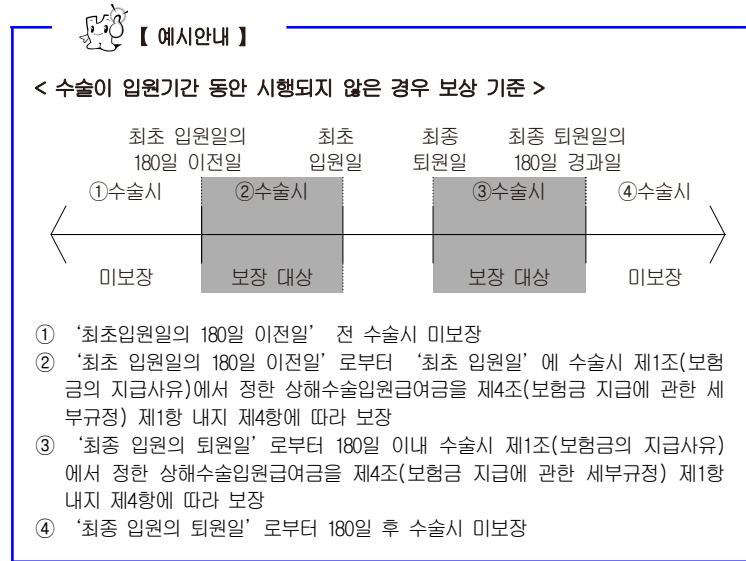 【 예시안내 】
< 수술이 입원기간 동안 시행되지 않은 경우 보상 기준 >
최초 입원일의 최초 최종 최종 퇴원일의
180일 이전일 입원일 퇴원일 180일 경과일
①수술시 ②수술시 ③수술시 ④수술시
미보장 보장 대상 보장 대상 미보장
① ‘최초입원일의 180일 이전일’ 전 수술시 미보장
② ‘최초 입원일의 180일 이전일’로부터 ‘최초 입원일’에 수술시 제1조(보험
금의 지급사유)에서 정한 상해수술입원급여금을 제4조(보험금 지급에 관한 세
부규정) 제1항 내지 제4항에 따라 보장
③ ‘최종 입원의 퇴원일’로부터 180일 이내 수술시 제1조(보험금의 지급사유)
에서 정한 상해수술입원급여금을 제4조(보험금 지급에 관한 세부규정) 제1항
내지 제4항에 따라 보장
④ ‘최종 입원의 퇴원일’로부터 180일 후 수술시 미보장